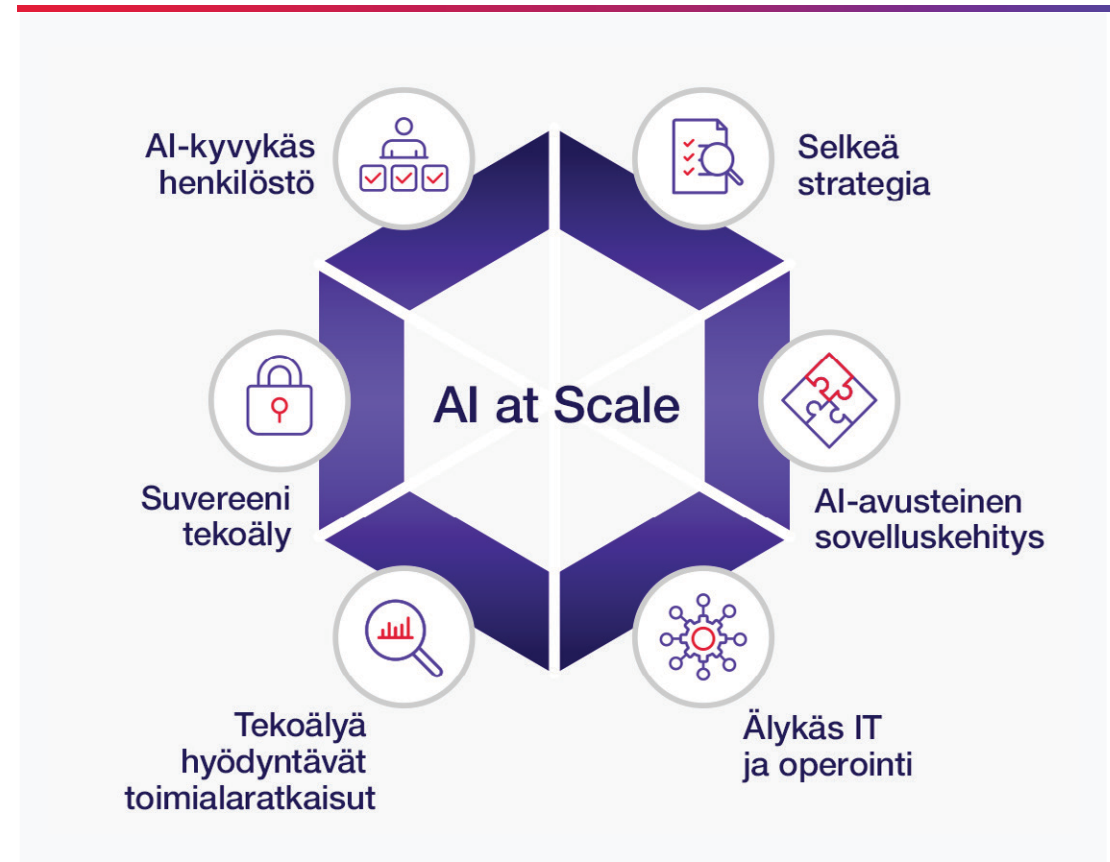 AI-kyvykäs
henkilöstö
Selkeä
strategia
AI at Scale
Suvereeni
tekoäly
AI-avusteinen
sovelluskehitys
Tekoälyä
hyödyntävät
toimialaratkaisut
Älykäs IT
ja operointi